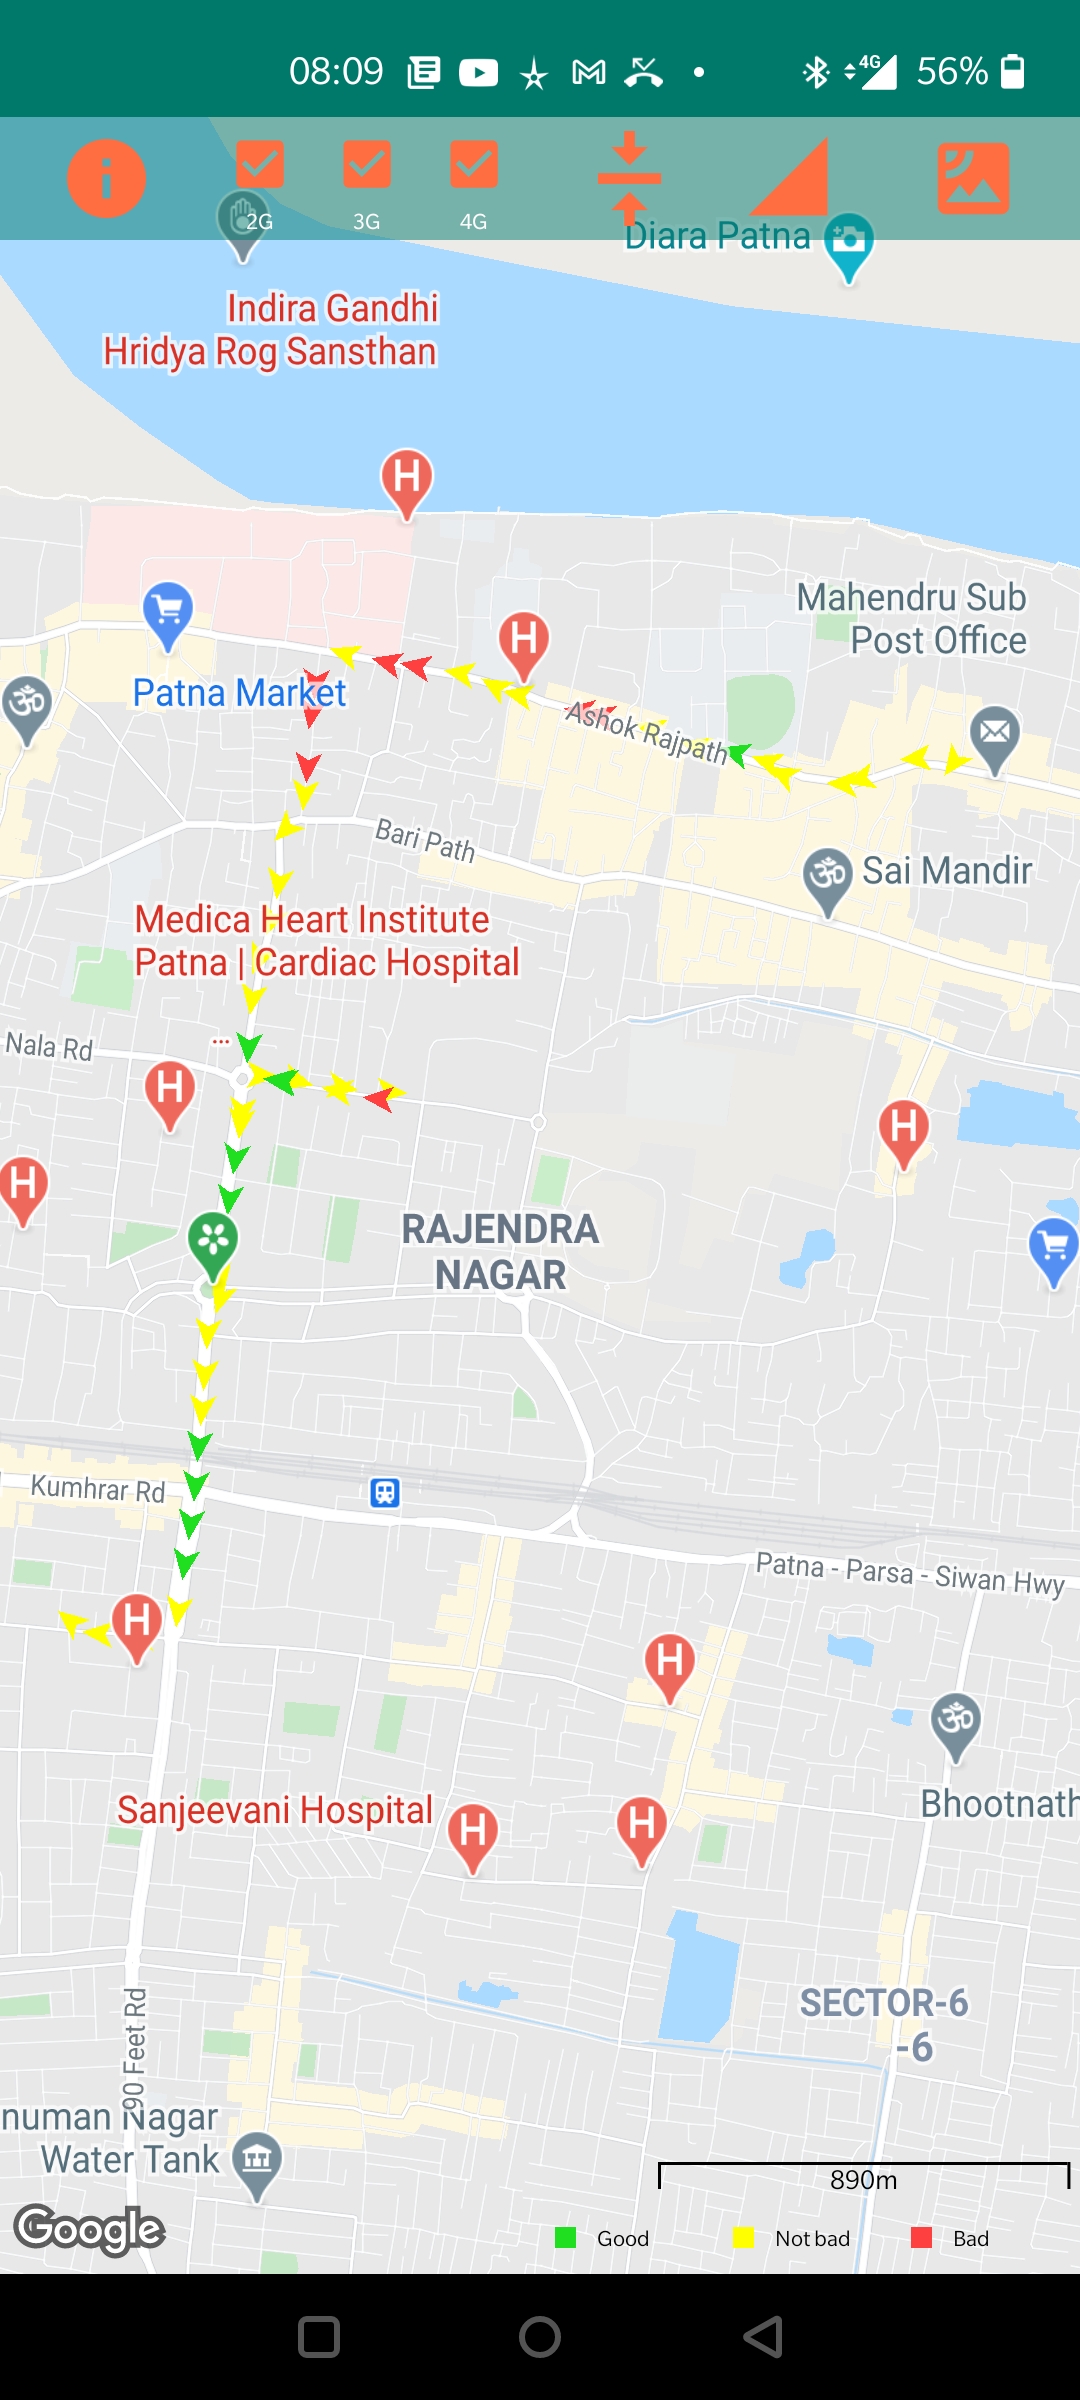 08:09
4G
56%
2G
3G
4G
Diara Patna
Indira Gandhi
Hridya Rog Sansthan
H
Mahendru Sub
Post Office
H
Patna Market
ॐ
Ashok Rajpath
Bari Path
ॐ
Sai Mandir
Medica Heart Institute
Patna | Cardiac Hospital
Nala Rd
...
H
H
H
RAJENDRA
NAGAR
Kumhrar Rd
Patna - Parsa - Siwan Hwy
H
H
ॐ
Bhootnath
Sanjeevani Hospital
H
H
SECTOR-6
-6
90 Feet Rd
numan Nagar
Water Tank
890m
Google
Good
Not bad
Bad